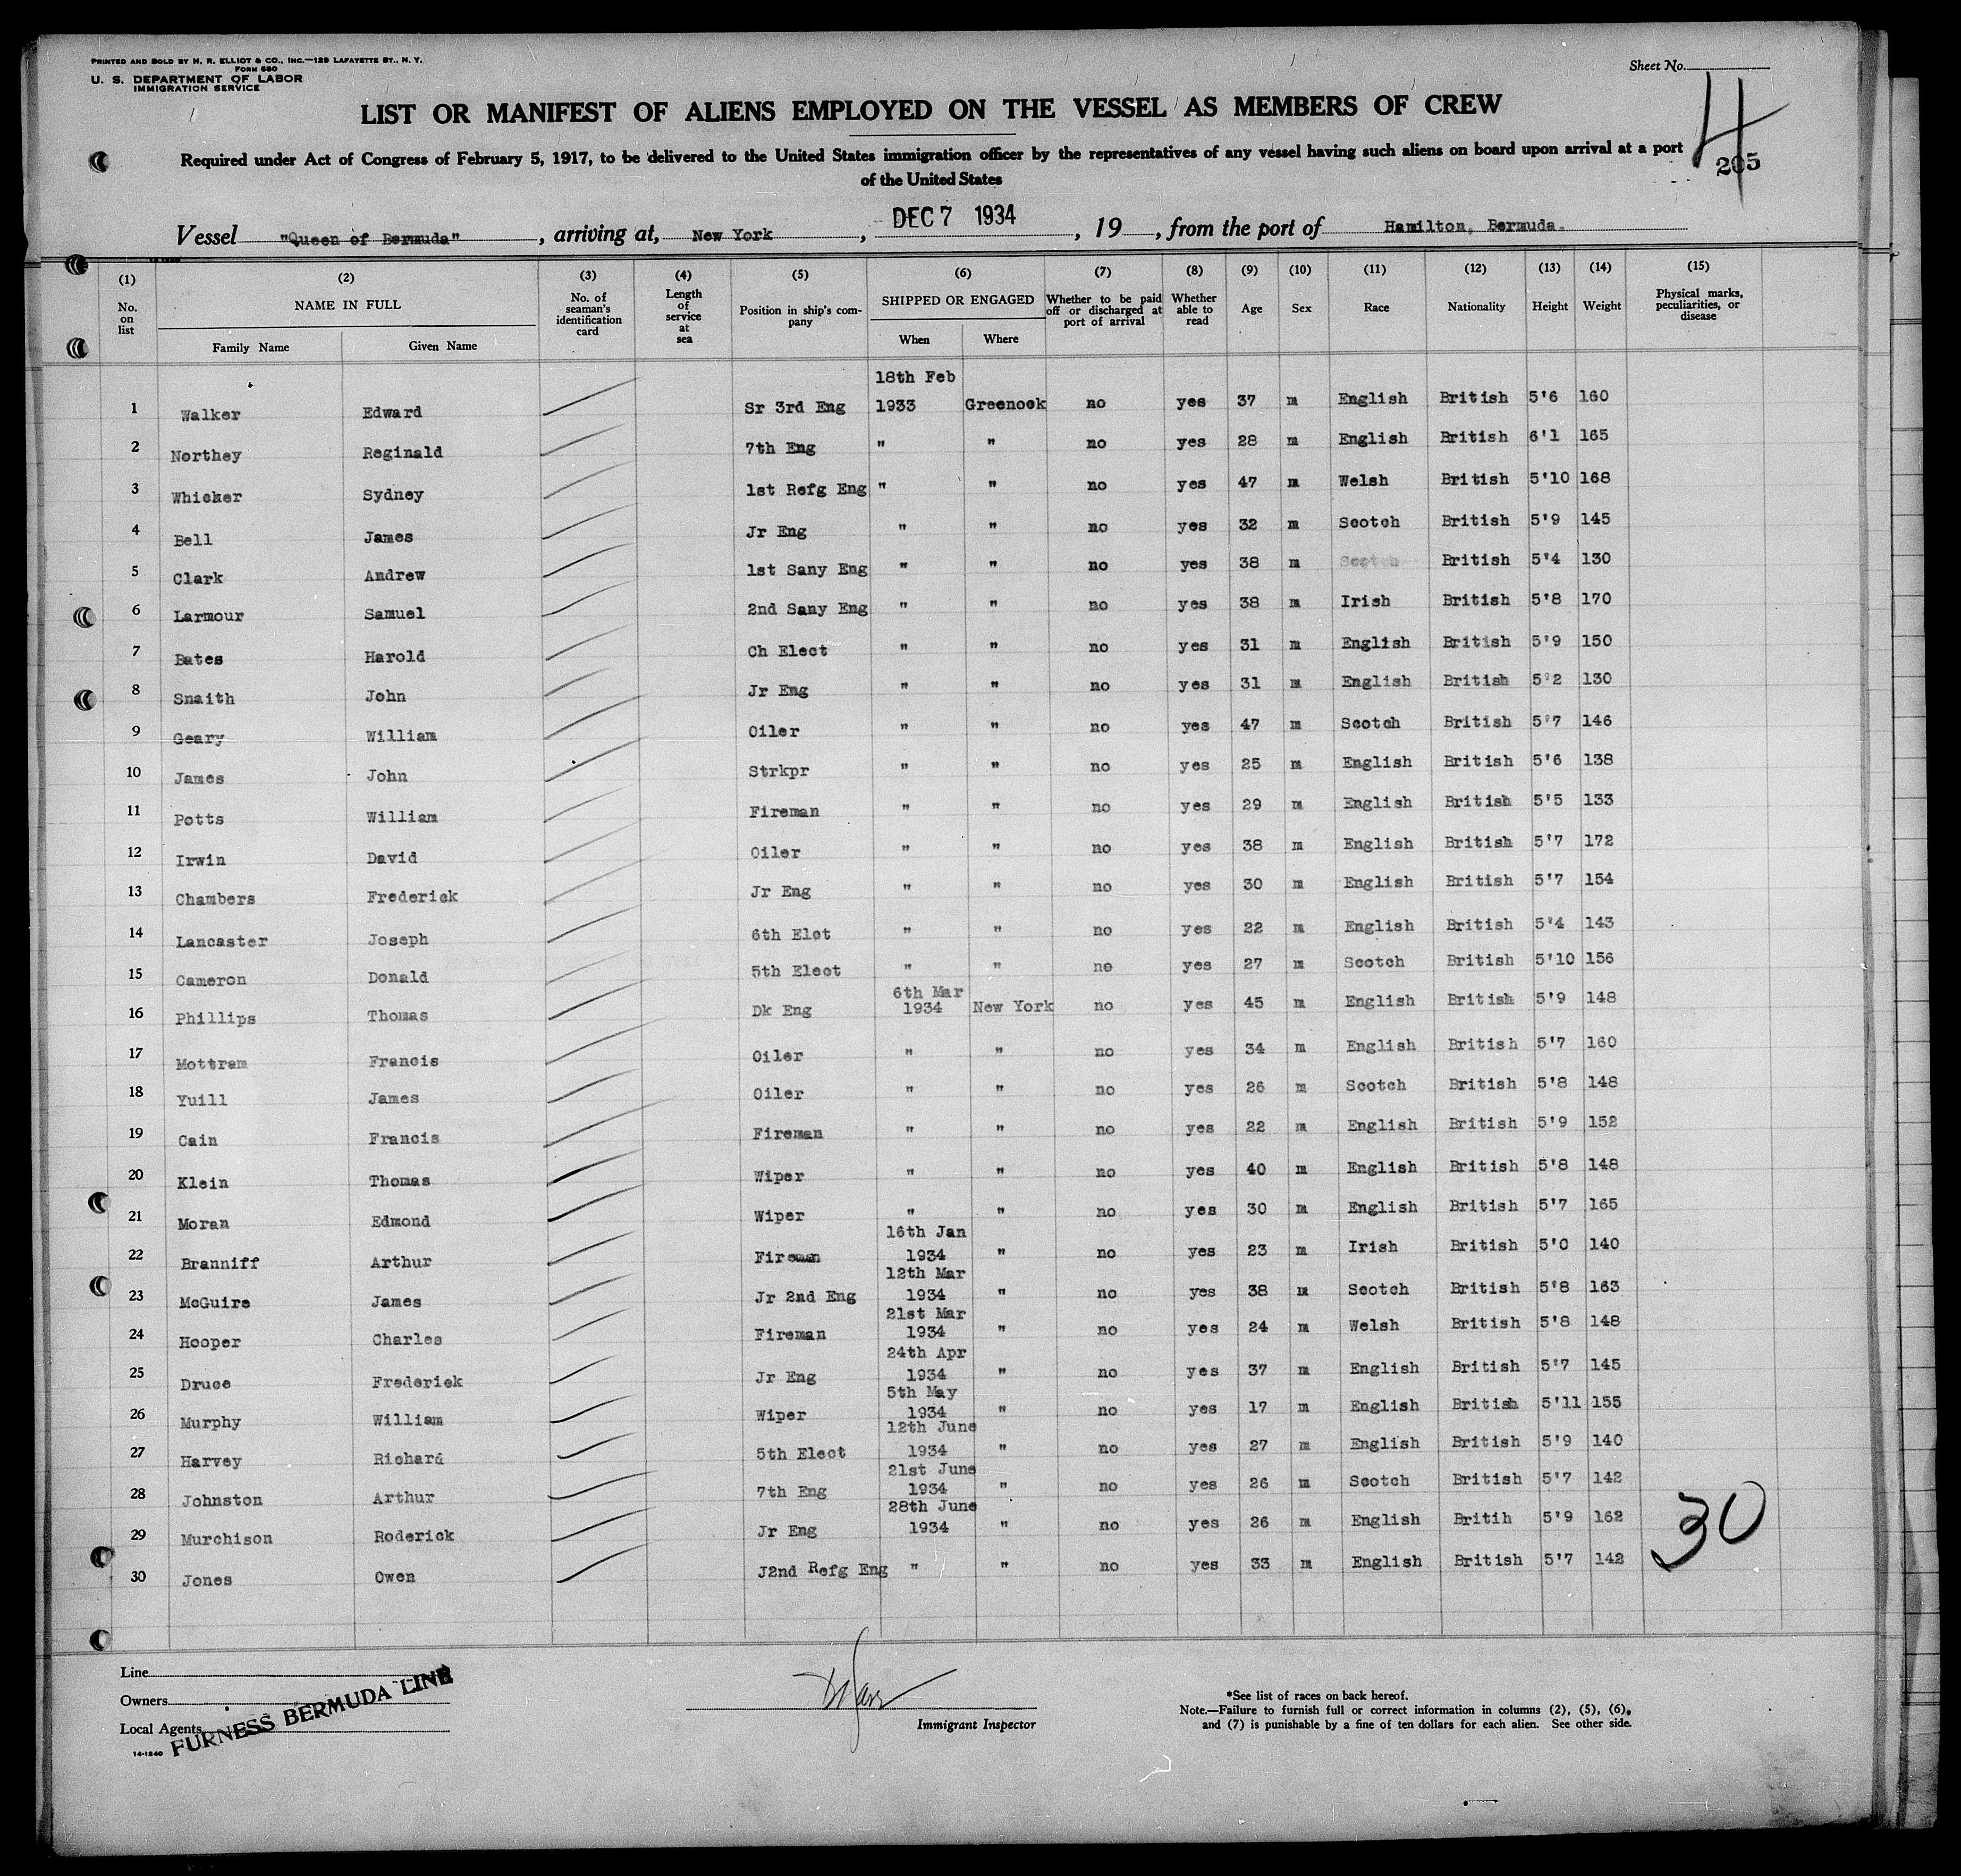 PRINTED AND SOLD BY H. R. ELLIOT & CO., INC.—129 LAFAYETTE ST., N. Y.
FORM 680
U. S. DEPARTMENT OF LABOR
IMMIGRATION SERVICE
Sheet No.
4
LIST OR MANIFEST OF ALIENS EMPLOYED ON THE VESSEL AS MEMBERS OF CREW
Required under Act of Congress of February 5, 1917, to be delivered to the United States immigration officer by the representatives of any vessel having such aliens on board upon arrival at a port
of the United States
205
Vessel "Queen of Bermuda", arriving at, New York, DEC 7 1934, 19, from the port of Hamilton, Bermuda.
(1) (2) (3) (4) (5) (6) (7) (8) (9) (10) (11) (12) (13) (14) (15)
No. on list NAME IN FULL Family Name Given Name No. of seaman's identification card Length of service at sea Position in ship's company SHIPPED OR ENGAGED When Where Whether to be paid off or discharged at port of arrival Whether able to read Age Sex Race Nationality Height Weight Physical marks, peculiarities, or disease
18th Feb
1 Walker Edward Sr 3rd Eng 1933 Greenock no yes 37 m English British 5'6 160
2 Northey Reginald 7th Eng " " no yes 28 m English British 6'1 165
3 Whicker Sydney 1st Refg Eng " " no yes 47 m Welsh British 5'10 168
4 Bell James Jr Eng " " no yes 32 m Scotch British 5'9 145
5 Clark Andrew 1st Sany Eng " " no yes 38 m Scotch British 5'4 130
6 Larmour Samuel 2nd Sany Eng " " no yes 38 m Irish British 5'8 170
7 Bates Harold Ch Elect " " no yes 31 m English British 5'9 150
8 Snaith John Jr Eng " " no yes 31 m English British 5'2 130
9 Geary William Oiler " " no yes 47 m Scotch British 5'7 146
10 James John Strkpr " " no yes 25 m English British 5'6 138
11 Potts William Fireman " " no yes 29 m English British 5'5 133
12 Irwin David Oiler " " no yes 38 m English British 5'7 172
13 Chambers Frederick Jr Eng " " no yes 30 m English British 5'7 154
14 Lancaster Joseph 6th Elct " " no yes 22 m English British 5'4 143
15 Cameron Donald 5th Elect " " no yes 27 m Scotch British 5'10 156
6th Mar
16 Phillips Thomas Dk Eng 1934 New York no yes 45 m English British 5'9 148
17 Mottram Francis Oiler " " no yes 34 m English British 5'7 160
18 Yuill James Oiler " " no yes 26 m Scotch British 5'8 148
19 Cain Francis Fireman " " no yes 22 m English British 5'9 152
20 Klein Thomas Wiper " " no yes 40 m English British 5'8 148
21 Moran Edmond Wiper " " no yes 30 m English British 5'7 165
16th Jan
22 Branniff Arthur Fireman 1934 " no yes 23 m Irish British 5'0 140
12th Mar
23 McGuire James Jr 2nd Eng 1934 " no yes 38 m Scotch British 5'8 163
21st Mar
24 Hooper Charles Fireman 1934 " no yes 24 m Welsh British 5'8 148
24th Apr
25 Druce Frederick Jr Eng 1934 " no yes 37 m English British 5'7 145
5th May
26 Murphy William Wiper 1934 " no yes 17 m English British 5'11 155
12th June
27 Harvey Richard 5th Elect 1934 " no yes 27 m English British 5'9 140
21st June
28 Johnston Arthur 7th Eng 1934 " no yes 26 m Scotch British 5'7 142
28th June
29 Murchison Roderick Jr Eng 1934 " no yes 26 m English Britih 5'9 162
30 Jones Owen J2nd Refg Eng " " no yes 33 m English British 5'7 142
30
Line
Owners
Local Agents
FURNESS BERMUDA LINE
14-1240
Immigrant Inspector
*See list of races on back hereof.
Note.—Failure to furnish full or correct information in columns (2), (5), (6),
and (7) is punishable by a fine of ten dollars for each alien. See other side.